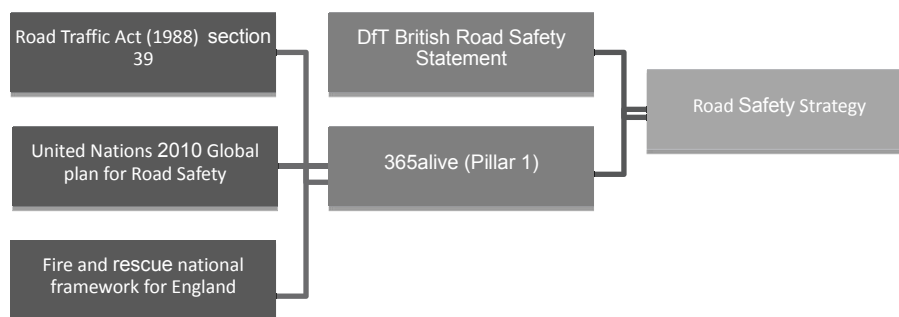 Road Traffic Act (1988) section
39
United Nations 2010 Global
plan for Road Safety
Fire and rescue national
framework for England
DfT British Road Safety
Statement
365alive (Pillar 1)
Road Safety Strategy